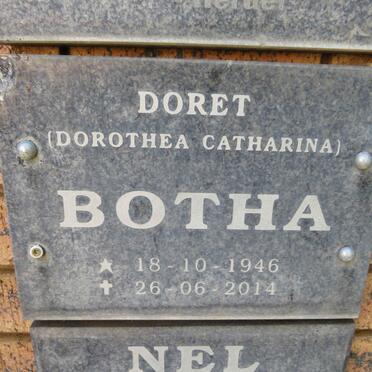 DORET
(DOROTHEA CATHARINA)
BOTHA
★ 18-10-1946
✝ 26-06-2014
NEL